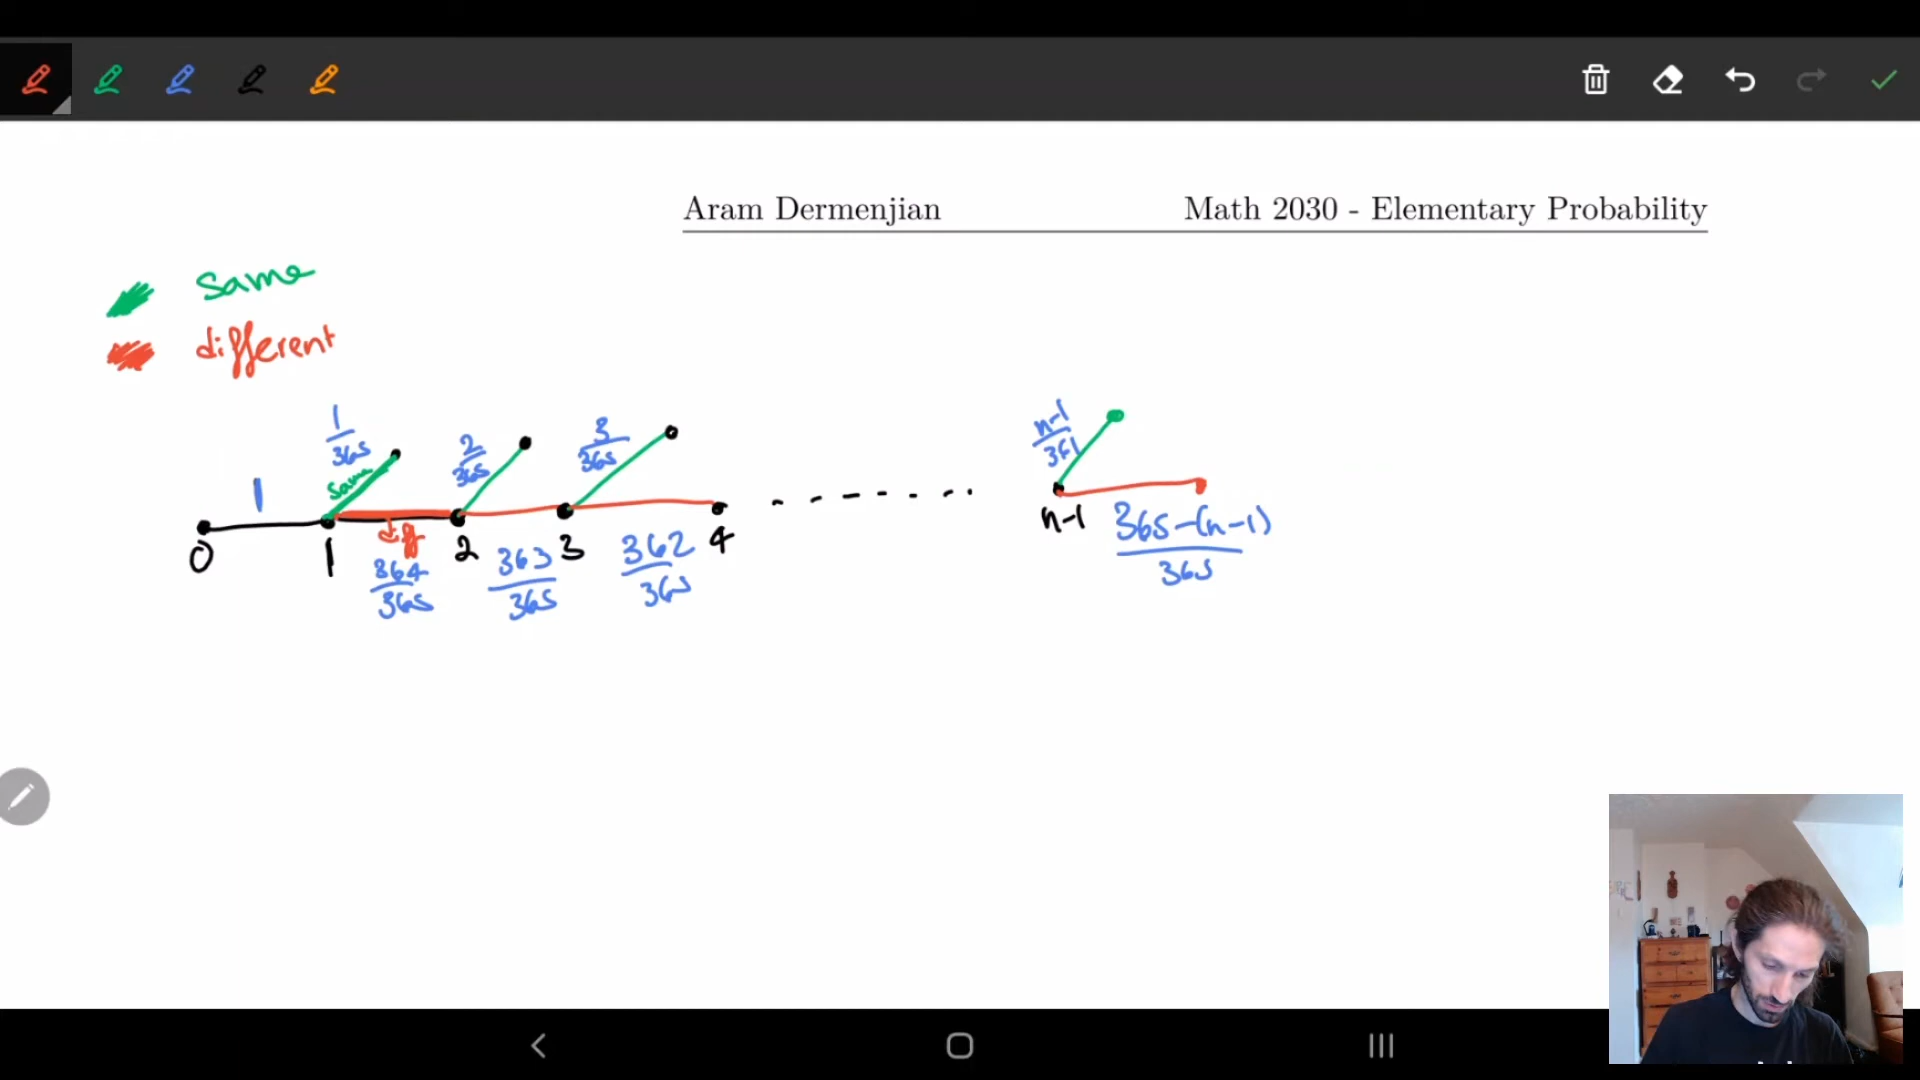 Aram Dermenjian Math 2030 - Elementary Probability
Same
different
1
1/365
Same
2/365
3/365
n-1/361
0
1
diff
2
3
4
n-1
364/365
363/365
362/365
365-(n-1)/365